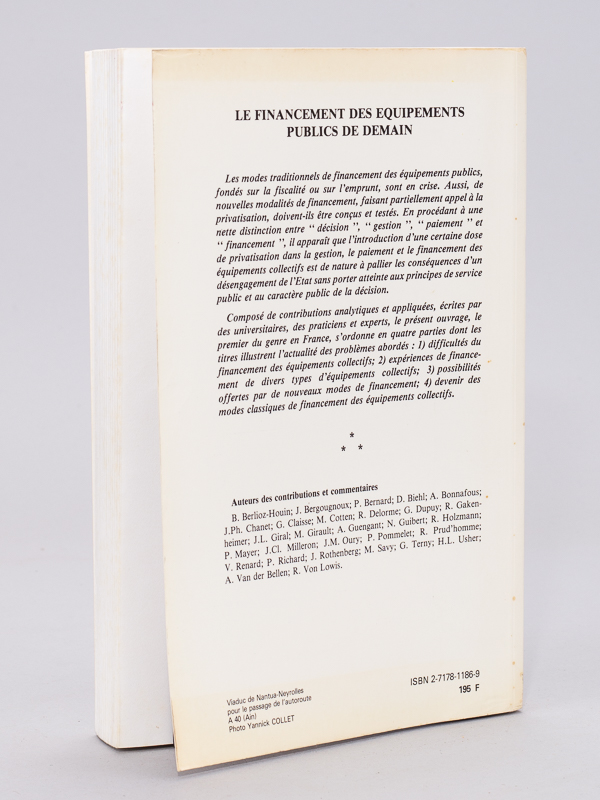 LE FINANCEMENT DES EQUIPEMENTS
PUBLICS DE DEMAIN
Les modes traditionnels de financement des équipements publics,
fondés sur la fiscalité ou sur l'emprunt, sont en crise. Aussi, de
nouvelles modalités de financement, faisant partiellement appel à la
privatisation, doivent-ils être conçus et testés. En procédant à une
nette distinction entre " décision ", " gestion ", " paiement " et
" financement ", il apparaît que l'introduction d'une certaine dose
de privatisation dans la gestion, le paiement et le financement des
équipements collectifs est de nature à pallier les conséquences d'un
désengagement de l'Etat sans porter atteinte aux principes de service
public et au caractère public de la décision.
Composé de contributions analytiques et appliquées, écrites par
des universitaires, des praticiens et experts, le présent ouvrage, le
premier du genre en France, s'ordonne en quatre parties dont les
titres illustrent l'actualité des problèmes abordés : 1) difficultés du
financement des équipements collectifs; 2) expériences de finance-
ment de divers types d'équipements collectifs; 3) possibilités
offertes par de nouveaux modes de financement; 4) devenir des
modes classiques de financement des équipements collectifs.
*
* *
Auteurs des contributions et commentaires
B. Berlioz-Houin; J. Bergougnoux; P. Bernard; D. Biehl; A. Bonnafous;
J.Ph. Chanet; G. Claisse; M. Cotten; R. Delorme; G. Dupuy; R. Gaken-
heimer; J.L. Giral; M. Girault; A. Guengant; N. Guibert; R. Holzmann;
P. Mayer; J.Cl. Milleron; J.M. Oury; P. Pommelet; R. Prud'homme;
V. Renard; P. Richard; J. Rothenberg; M. Savy; G. Terny; H.L. Usher;
A. Van der Bellen; R. Von Lowis.
Viaduc de Nantua-Neyrolles
pour le passage de l'autoroute
A 40 (Ain)
Photo Yannick COLLET
ISBN 2-7178-1186-9
195 F